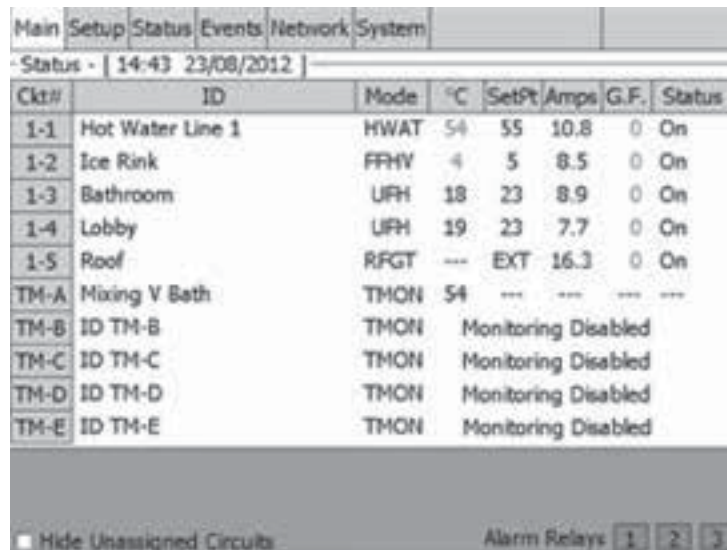 Main Setup Status Events Network System
Status - [ 14:43 23/08/2012 ]
Ckt# ID Mode °C SetPt Amps G.F. Status
1-1 Hot Water Line 1 HWAT 54 55 10.8 0 On
1-2 Ice Rink FFHV 4 5 8.5 0 On
1-3 Bathroom UFH 18 23 8.9 0 On
1-4 Lobby UFH 19 23 7.7 0 On
1-5 Roof RFGT --- EXT 16.3 0 On
TM-A Mixing V Bath TMON 54 --- --- --- ---
TM-B ID TM-B TMON Monitoring Disabled
TM-C ID TM-C TMON Monitoring Disabled
TM-D ID TM-D TMON Monitoring Disabled
TM-E ID TM-E TMON Monitoring Disabled
Hide Unassigned Circuits Alarm Relays 1 2 3